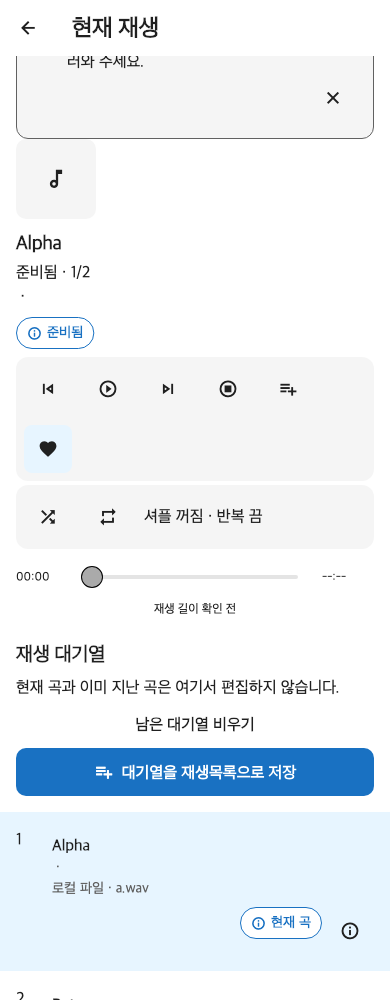 현재 재생
러와 주세요.
Alpha
준비됨 · 1/2
·
준비됨
셔플 꺼짐 · 반복 끔
00:00 --:--
재생 길이 확인 전
재생 대기열
현재 곡과 이미 지난 곡은 여기서 편집하지 않습니다.
남은 대기열 비우기
대기열을 재생목록으로 저장
1 Alpha
·
로컬 파일 · a.wav
현재 곡
2